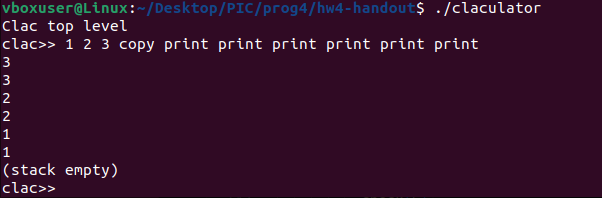 vboxuser@Linux:~/Desktop/PIC/prog4/hw4-handout$ ./claculator
Clac top level
clac>> 1 2 3 copy print print print print print print
3
3
2
2
1
1
(stack empty)
clac>>